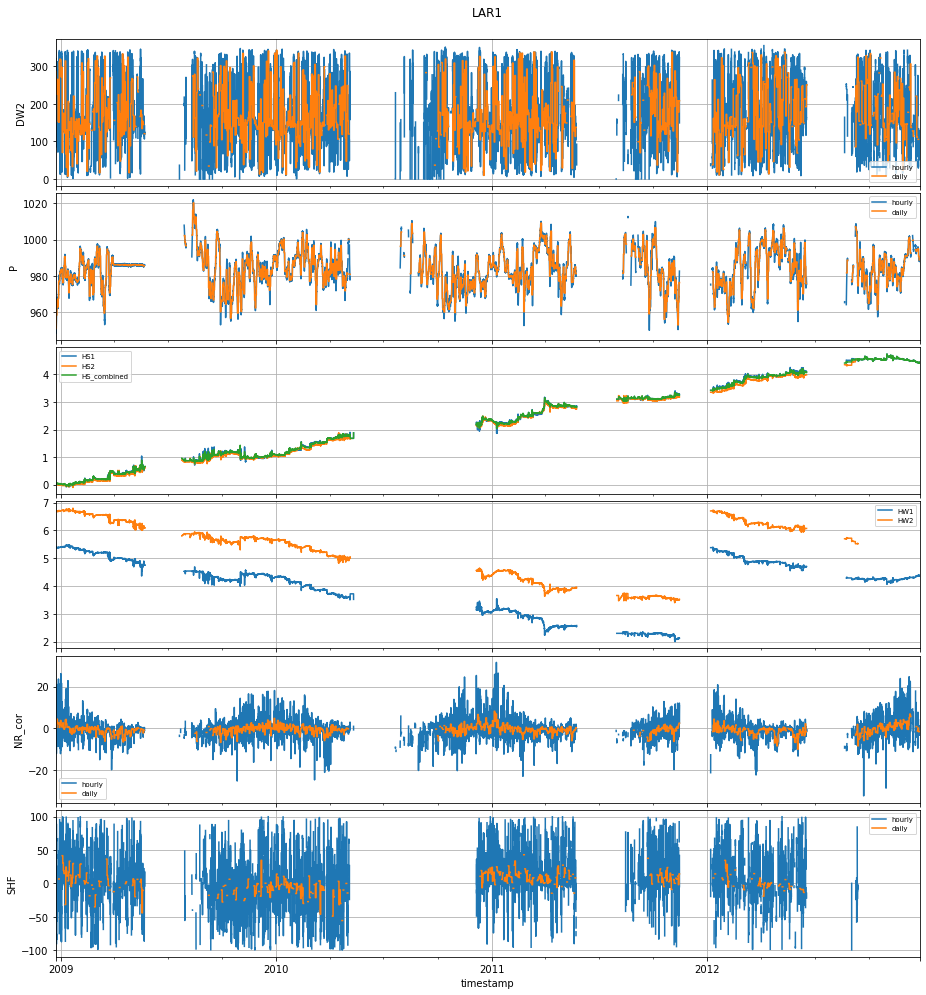 LAR1
300
200
100
0
DW2
hourly
daily
1020
1000
980
960
P
hourly
daily
4
3
2
1
0
HS1
HS2
HS_combined
7
6
5
4
3
2
HW1
HW2
20
0
−20
NR_cor
hourly
daily
100
50
0
−50
−100
SHF
hourly
daily
2009
2010
2011
2012
timestamp